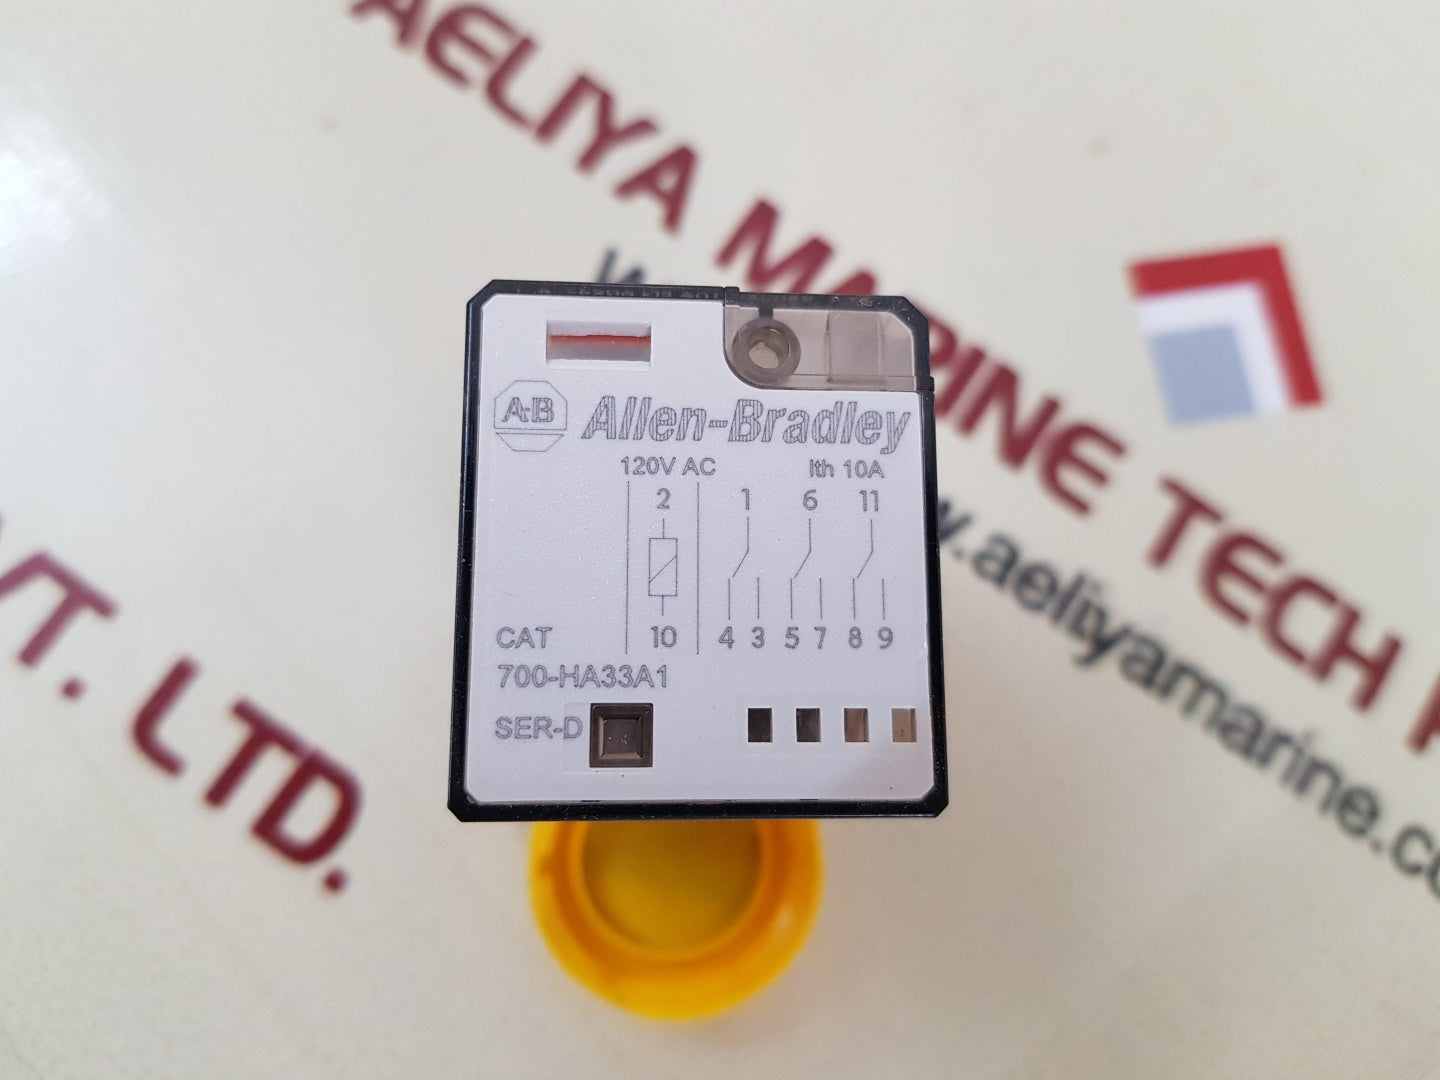 AELIYA MARINE TECH
VT. LTD.
w.aeliyamarine.co
A-B Allen-Bradley
120V AC Ith 10A
2 1 6 11
10 4 3 5 7 8 9
CAT
700-HA33A1
SER-D